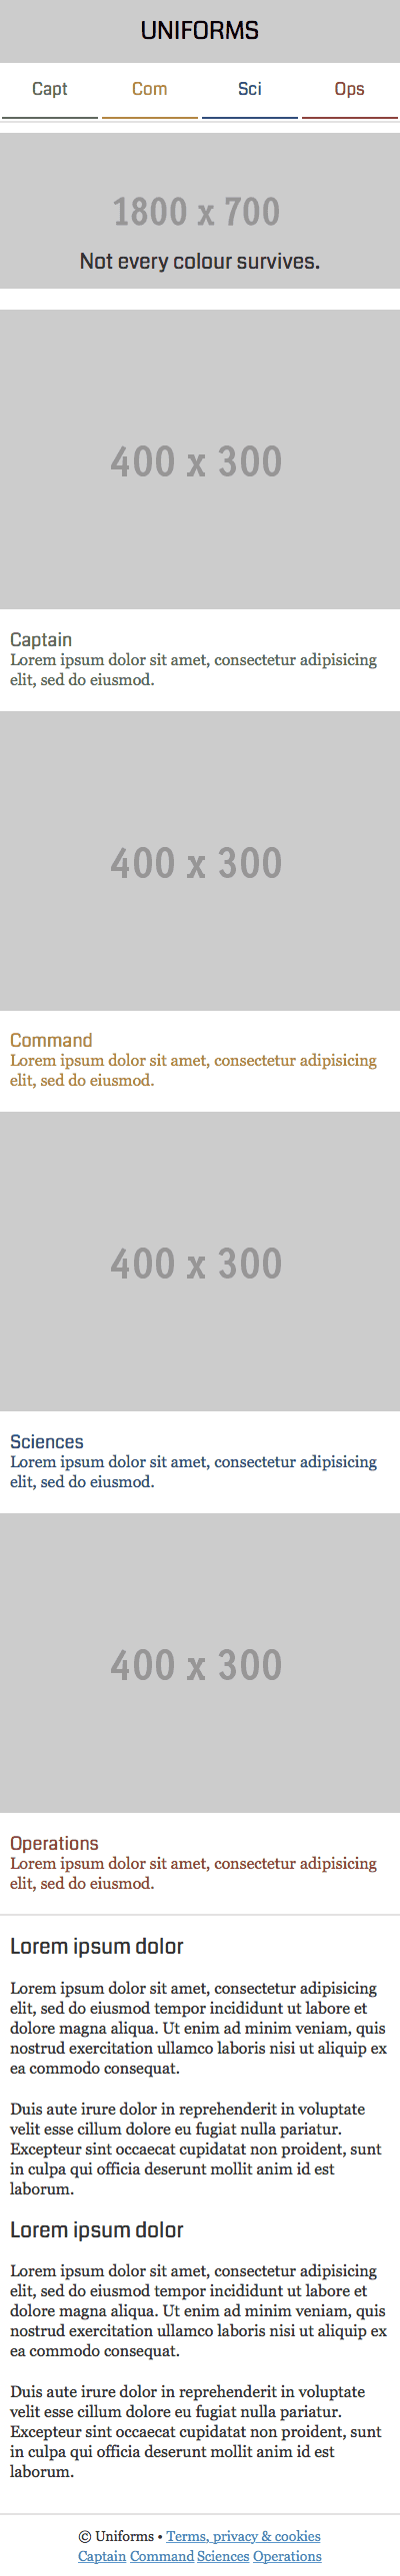 UNIFORMS
Capt Com Sci Ops
1800 x 700
Not every colour survives.
400 x 300
Captain
Lorem ipsum dolor sit amet, consectetur adipisicing
elit, sed do eiusmod.
400 x 300
Command
Lorem ipsum dolor sit amet, consectetur adipisicing
elit, sed do eiusmod.
400 x 300
Sciences
Lorem ipsum dolor sit amet, consectetur adipisicing
elit, sed do eiusmod.
400 x 300
Operations
Lorem ipsum dolor sit amet, consectetur adipisicing
elit, sed do eiusmod.
Lorem ipsum dolor
Lorem ipsum dolor sit amet, consectetur adipisicing
elit, sed do eiusmod tempor incididunt ut labore et
dolore magna aliqua. Ut enim ad minim veniam, quis
nostrud exercitation ullamco laboris nisi ut aliquip ex
ea commodo consequat.
Duis aute irure dolor in reprehenderit in voluptate
velit esse cillum dolore eu fugiat nulla pariatur.
Excepteur sint occaecat cupidatat non proident, sunt
in culpa qui officia deserunt mollit anim id est
laborum.
Lorem ipsum dolor
Lorem ipsum dolor sit amet, consectetur adipisicing
elit, sed do eiusmod tempor incididunt ut labore et
dolore magna aliqua. Ut enim ad minim veniam, quis
nostrud exercitation ullamco laboris nisi ut aliquip ex
ea commodo consequat.
Duis aute irure dolor in reprehenderit in voluptate
velit esse cillum dolore eu fugiat nulla pariatur.
Excepteur sint occaecat cupidatat non proident, sunt
in culpa qui officia deserunt mollit anim id est
laborum.
© Uniforms • Terms, privacy & cookies
Captain Command Sciences Operations